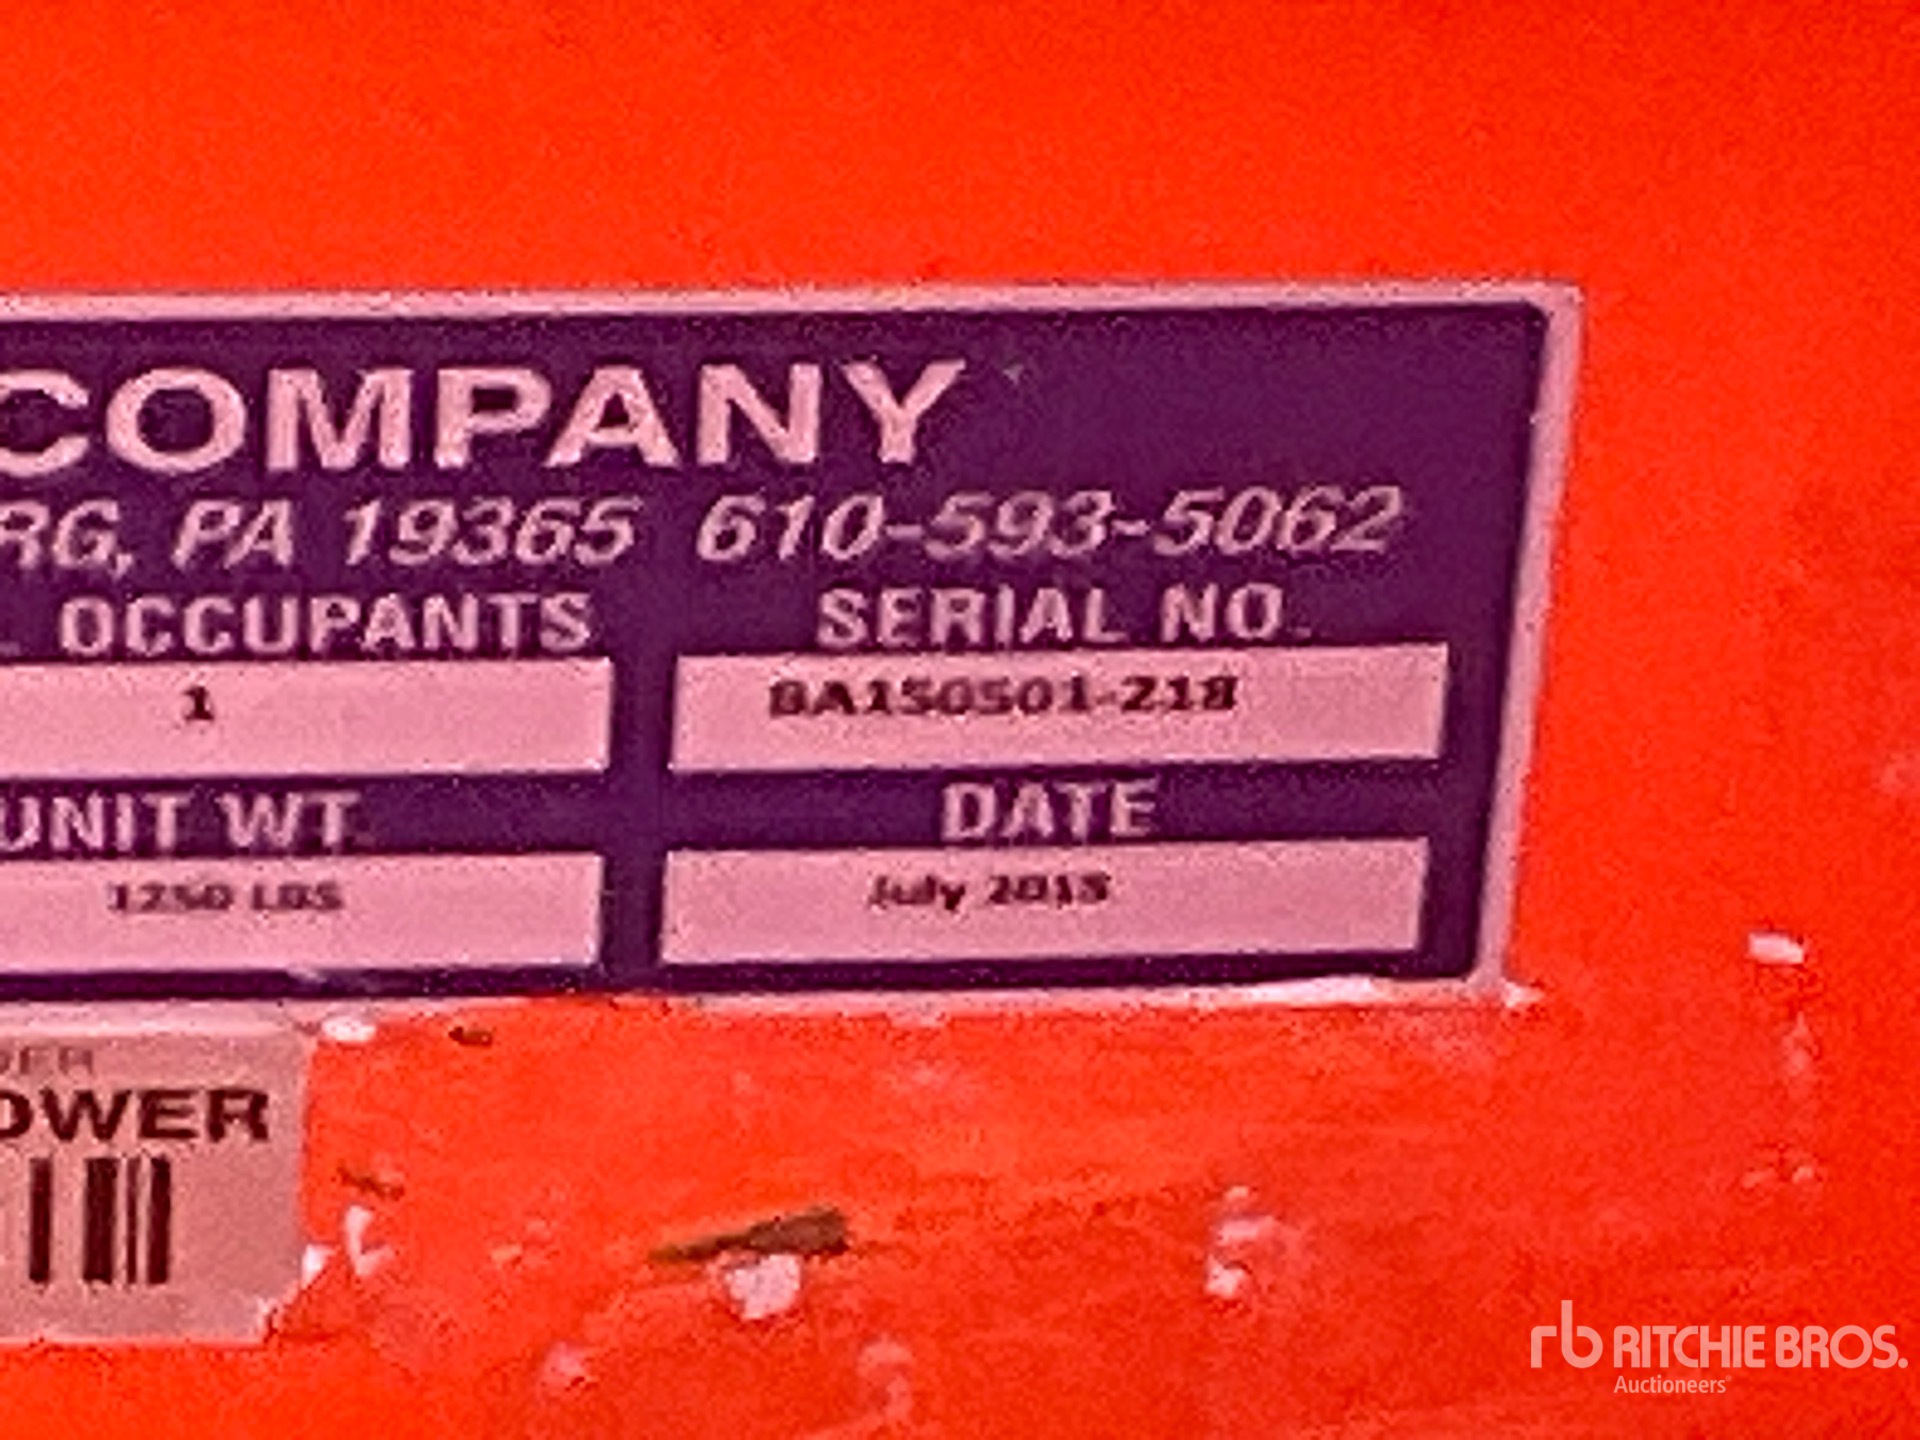 COMPANY
RG, PA 19365 610-593-5062
OCCUPANTS SERIAL NO.
1 BA150501-218
UNIT WT. DATE
1250 LBS July 2015
OWER
rb RITCHIE BROS.
Auctioneers